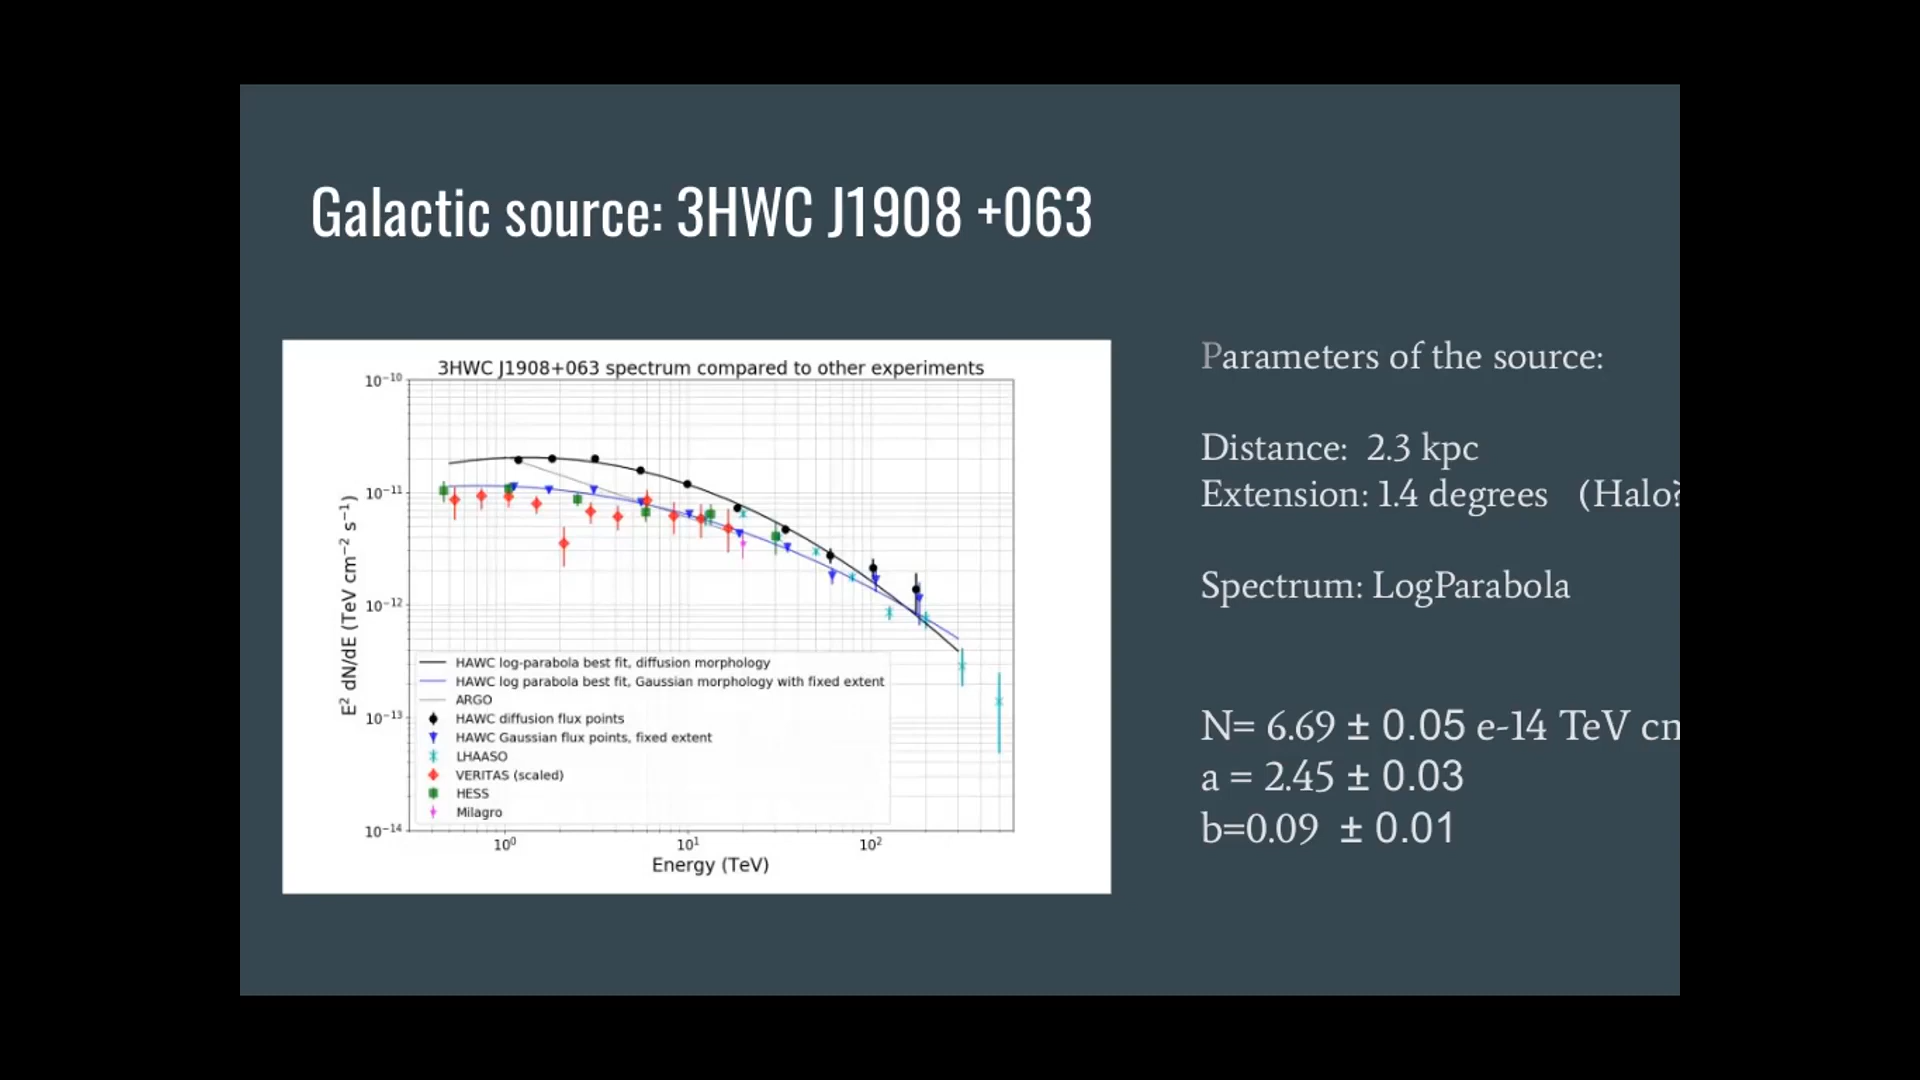 Galactic source: 3HWC J1908 +063
3HWC J1908+063 spectrum compared to other experiments
10⁻¹⁰
10⁻¹¹
10⁻¹²
10⁻¹³
10⁻¹⁴
E² dN/dE (TeV cm⁻² s⁻¹)
HAWC log-parabola best fit, diffusion morphology
HAWC log parabola best fit, Gaussian morphology with fixed extent
ARGO
HAWC diffusion flux points
HAWC Gaussian flux points, fixed extent
LHAASO
VERITAS (scaled)
HESS
Milagro
10⁰ 10¹ 10²
Energy (TeV)
Parameters of the source:
Distance: 2.3 kpc
Extension: 1.4 degrees (Halo?
Spectrum: LogParabola
N= 6.69 ± 0.05 e-14 TeV
a = 2.45 ± 0.03
b=0.09 ± 0.01